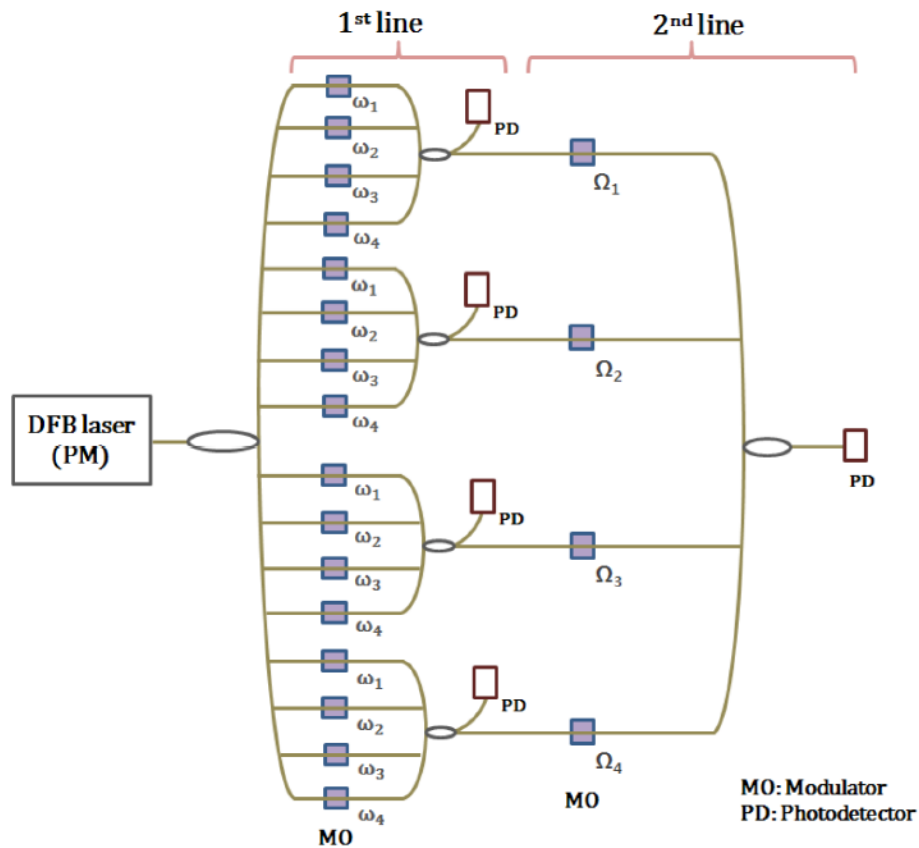 1st line
2nd line
ω1
PD
ω2
Ω1
ω3
ω4
ω1
PD
ω2
Ω2
ω3
ω4
DFB laser
(PM)
ω1
PD
PD
ω2
Ω3
ω3
ω4
ω1
PD
ω2
Ω4
ω3
MO: Modulator
MO
PD: Photodetector
ω4
MO